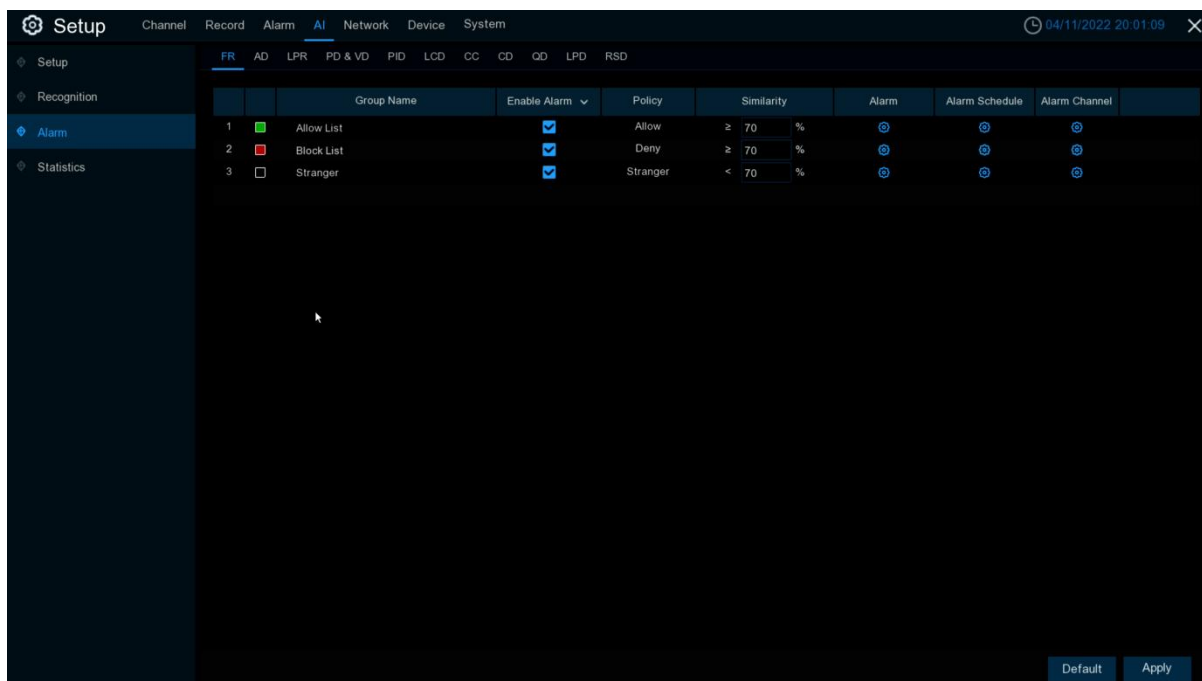 Setup Channel Record Alarm AI Network Device System 04/11/2022 20:01:09
Setup
Recognition
Alarm
Statistics
FR AD LPR PD & VD PID LCD CC CD QD LPD RSD
Group Name Enable Alarm Policy Similarity Alarm Alarm Schedule Alarm Channel
1 Allow List Allow ≥ 70 %
2 Block List Deny ≥ 70 %
3 Stranger Stranger < 70 %
Default Apply